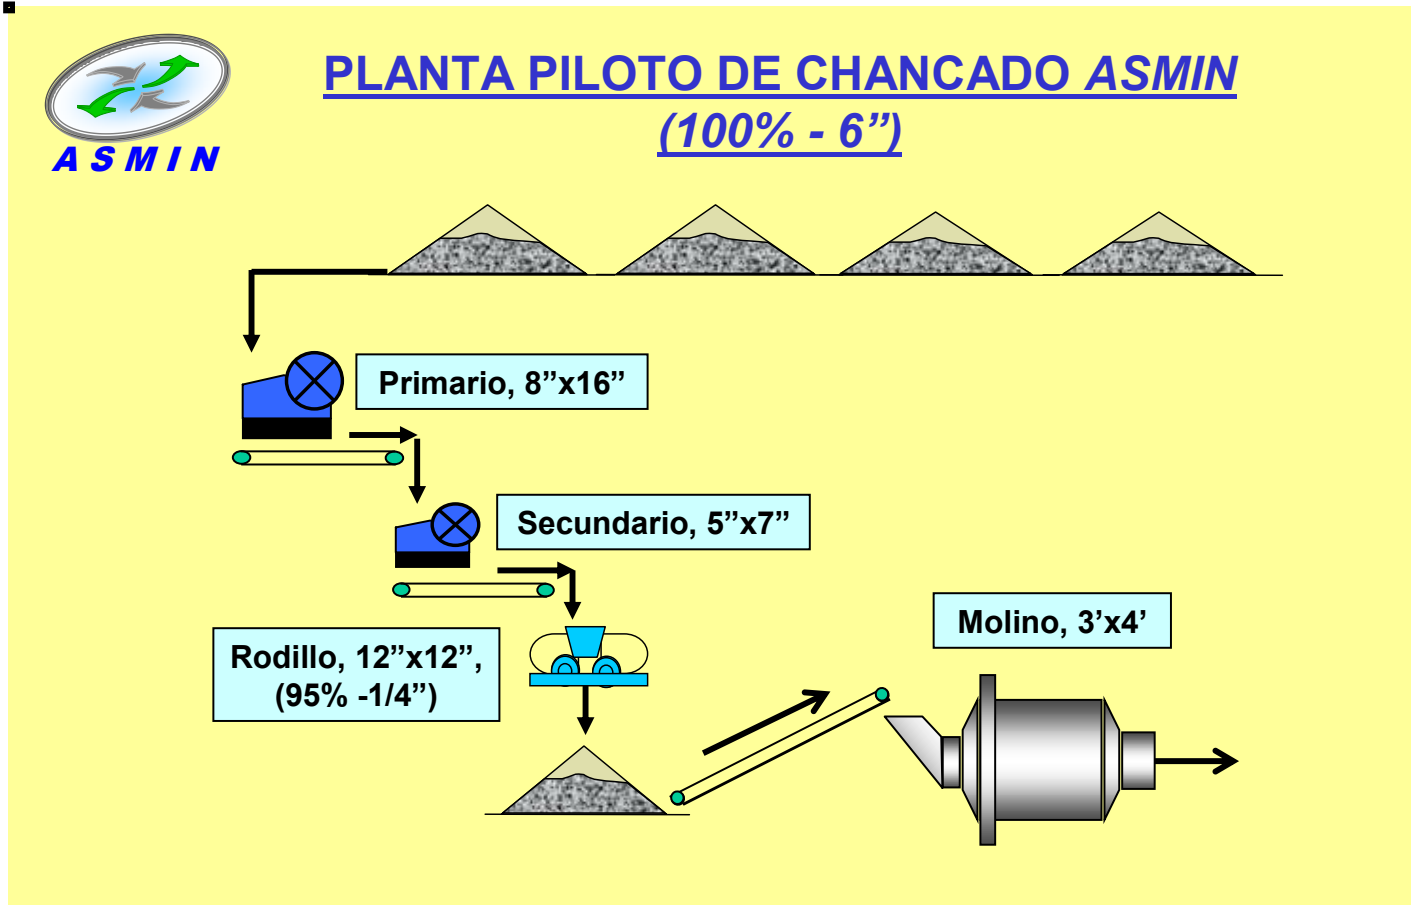 PLANTA PILOTO DE CHANCADO ASMIN
(100% - 6”)
ASMIN
Primario, 8”x16”
Secundario, 5”x7”
Molino, 3’x4’
Rodillo, 12”x12”,
(95% -1/4”)